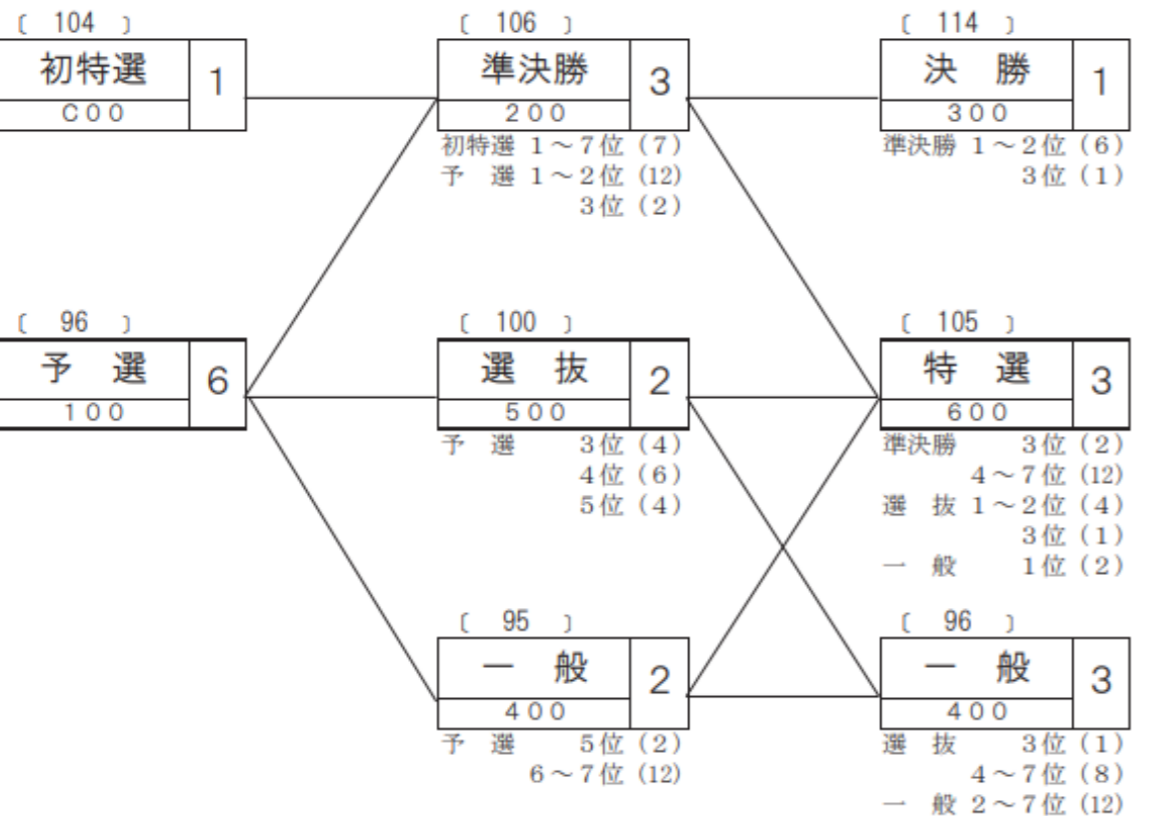 〔 104 〕
初特選 1
C00
〔 106 〕
準決勝 3
200
初特選 1～7位 (7)
予 選 1～2位 (12)
3位 (2)
〔 114 〕
決 勝 1
300
準決勝 1～2位 (6)
3位 (1)
〔 96 〕
予 選 6
100
〔 100 〕
選 抜 2
500
予 選 3位 (4)
4位 (6)
5位 (4)
〔 105 〕
特 選 3
600
準決勝 3位 (2)
4～7位 (12)
選 抜 1～2位 (4)
3位 (1)
一 般 1位 (2)
〔 95 〕
一 般 2
400
予 選 5位 (2)
6～7位 (12)
〔 96 〕
一 般 3
400
選 抜 3位 (1)
4～7位 (8)
一 般 2～7位 (12)